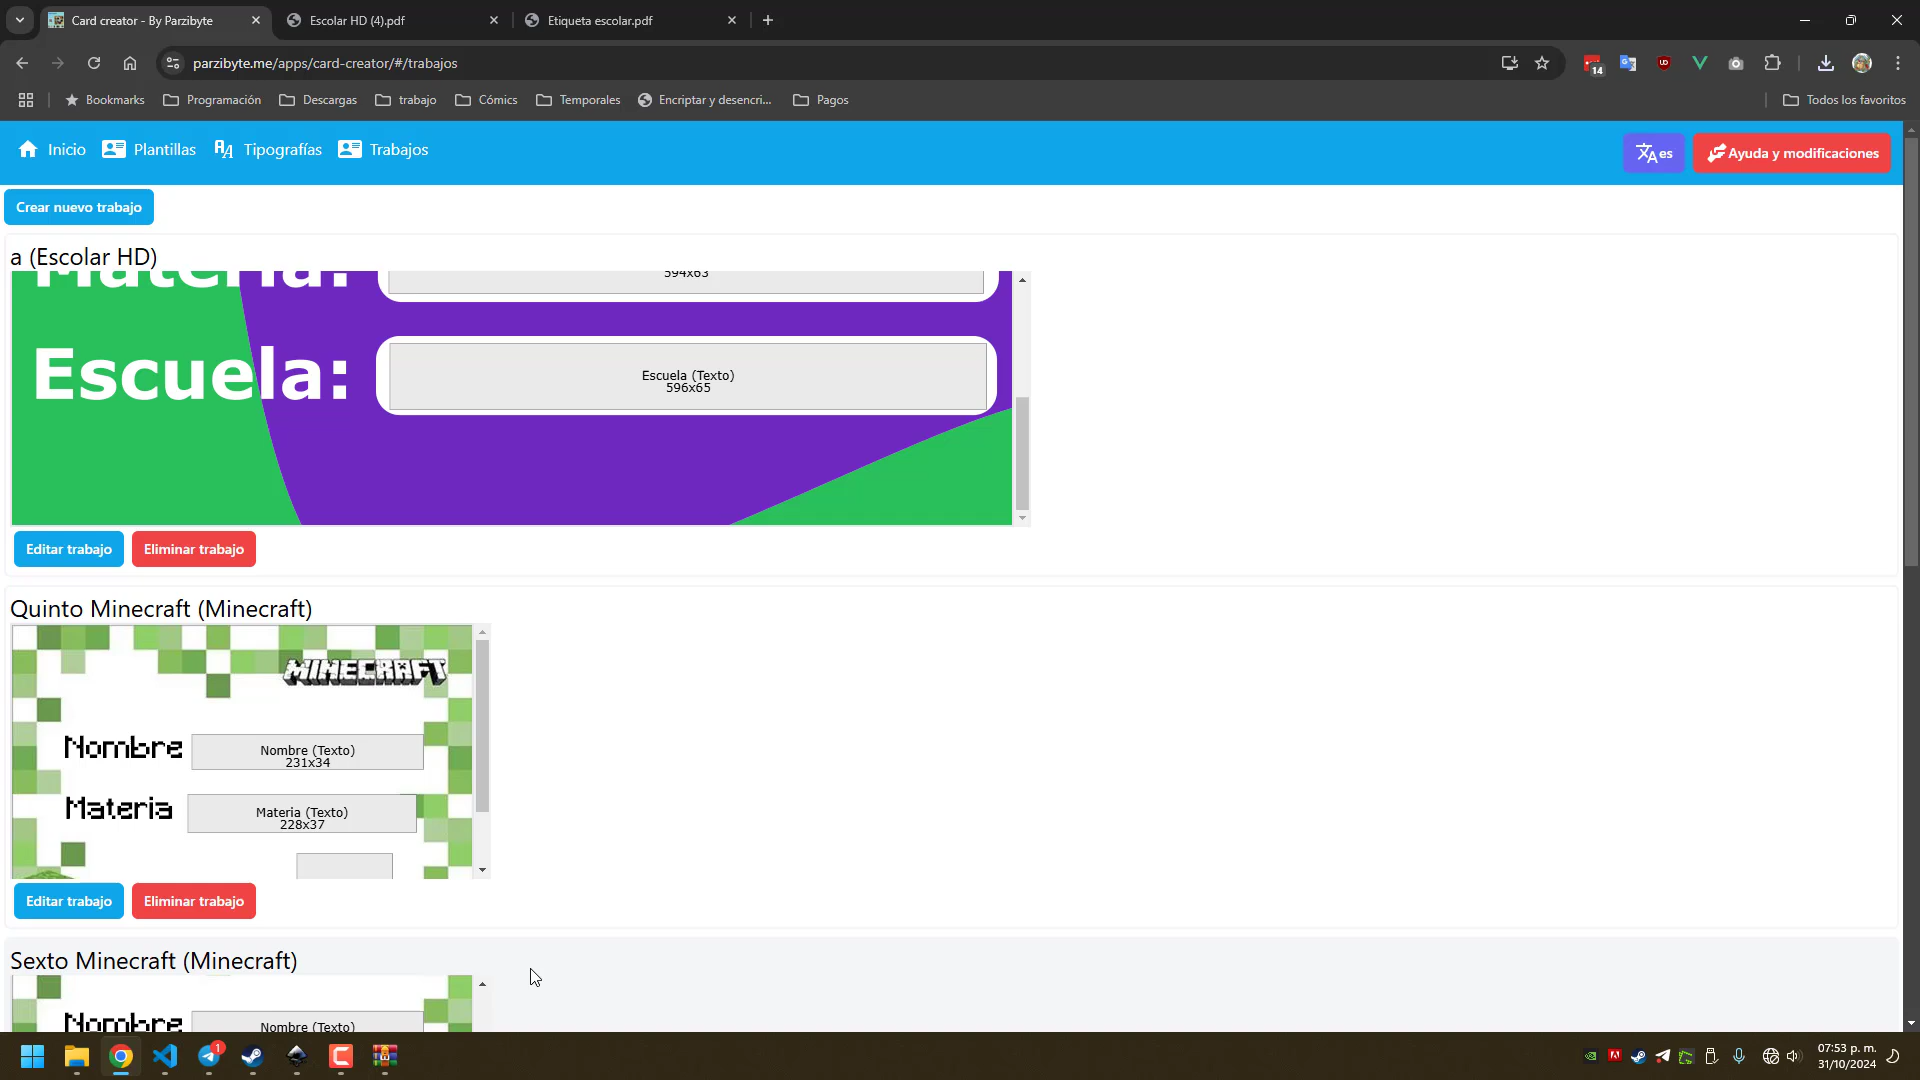 Card creator - By Parzibyte
Escolar HD (4).pdf
Etiqueta escolar.pdf
parzibyte.me/apps/card-creator/#/trabajos
14
Bookmarks
Programación
Descargas
trabajo
Cómics
Temporales
Encriptar y desencri...
Pagos
Todos los favoritos
Inicio
Plantillas
Tipografías
Trabajos
es
Ayuda y modificaciones
Crear nuevo trabajo
a (Escolar HD)
Materia:
594x63
Escuela:
Escuela (Texto)
596x65
Editar trabajo
Eliminar trabajo
Quinto Minecraft (Minecraft)
MINECRAFT
Nombre
Nombre (Texto)
231x34
Materia
Materia (Texto)
228x37
Editar trabajo
Eliminar trabajo
Sexto Minecraft (Minecraft)
Nombre
Nombre (Texto)
1
07:53 p. m.
31/10/2024